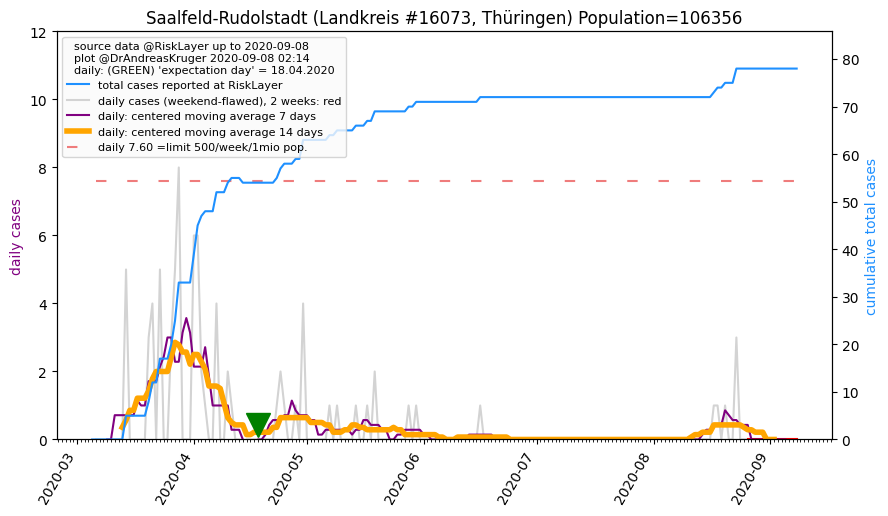 Saalfeld-Rudolstadt (Landkreis #16073, Thüringen) Population=106356
source data @RiskLayer up to 2020-09-08
plot @DrAndreasKruger 2020-09-08 02:14
daily: (GREEN) 'expectation day' = 18.04.2020
total cases reported at RiskLayer
daily cases (weekend-flawed), 2 weeks: red
daily: centered moving average 7 days
daily: centered moving average 14 days
daily 7.60 =limit 500/week/1mio pop.
daily cases
12
10
8
6
4
2
0
cumulative total cases
80
70
60
50
40
30
20
10
0
2020-03
2020-04
2020-05
2020-06
2020-07
2020-08
2020-09